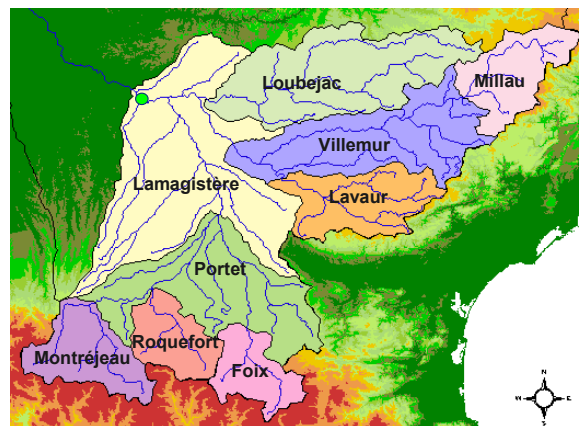 Loubejac
Millau
Villemur
Lamagistère
Lavaur
Portet
Roquefort
Montréjeau
Foix
N
W E
S